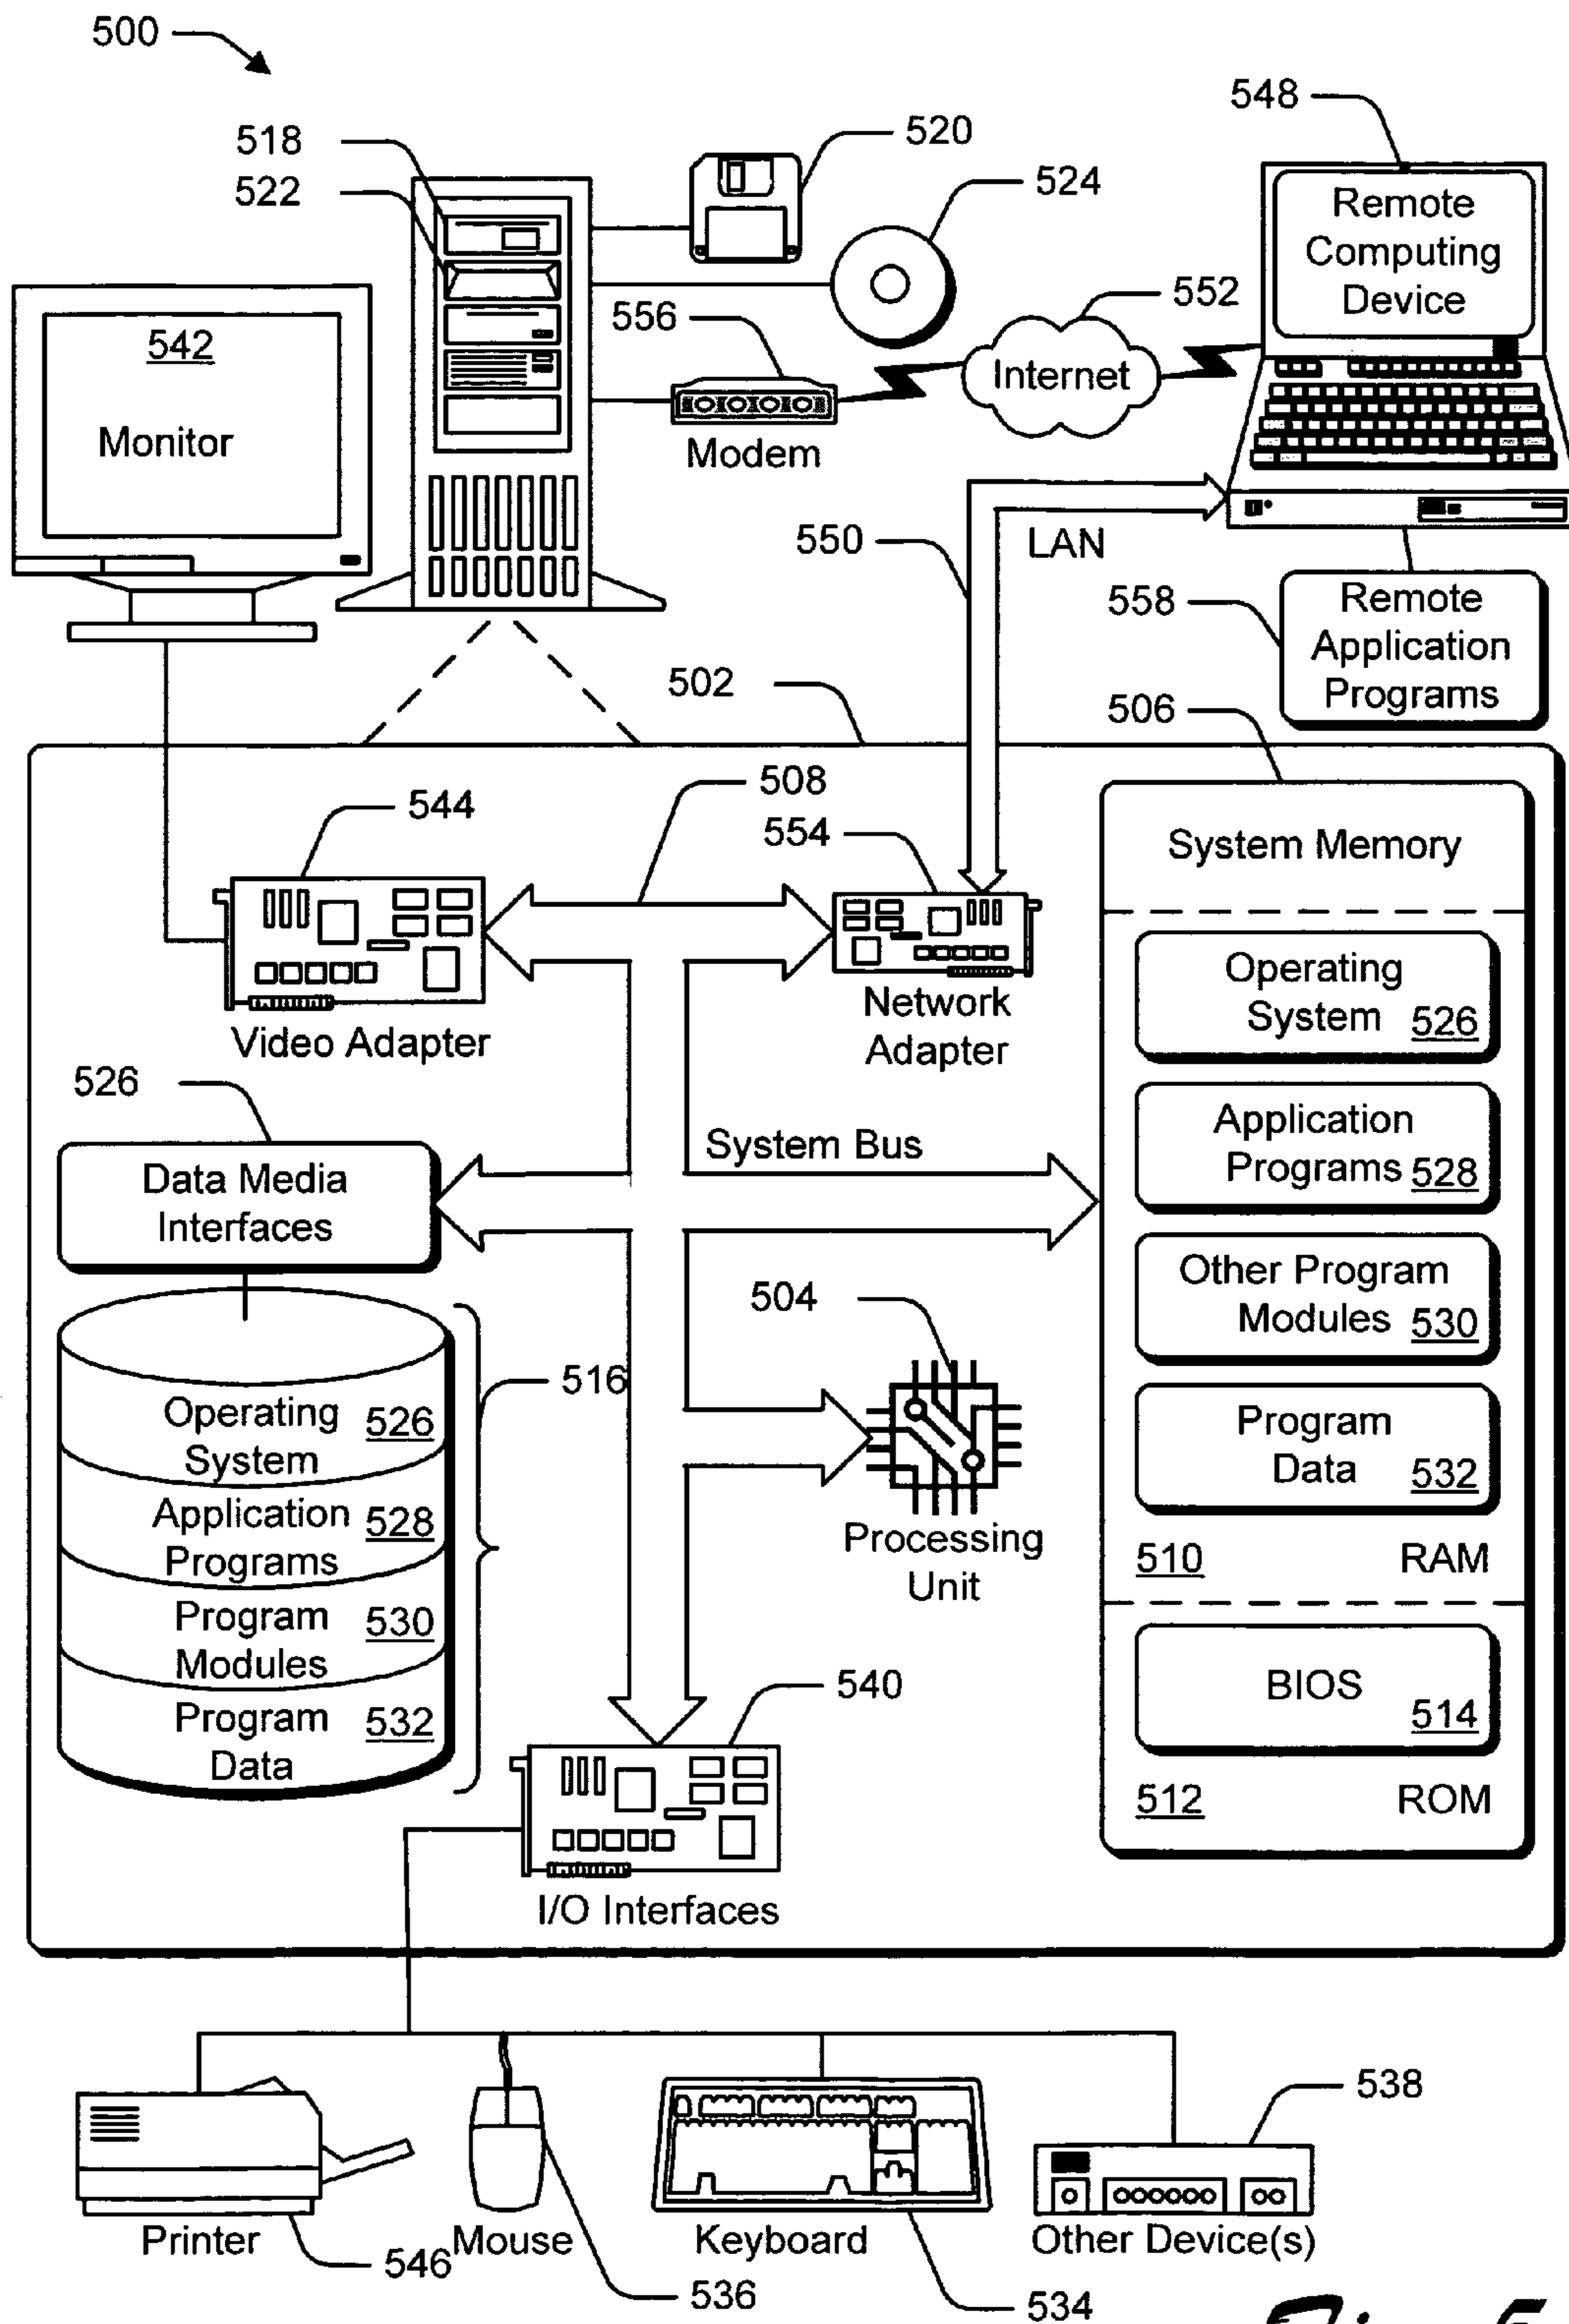 500
518
522
520
524
548
Remote
Computing
Device
552
Internet
556
Modem
542
Monitor
550
LAN
558
Remote
Application
Programs
502
506
508
544
554
System Memory
Video Adapter
Network
Adapter
Operating
System 526
Application
Programs 528
Other Program
Modules 530
Program
Data 532
510 RAM
BIOS
514
512 ROM
526
Data Media
Interfaces
System Bus
504
516
Operating
System 526
Application
Programs 528
Program
Modules 530
Program
Data 532
Processing
Unit
540
I/O Interfaces
538
Printer
546
Mouse
536
Keyboard
534
Other Device(s)